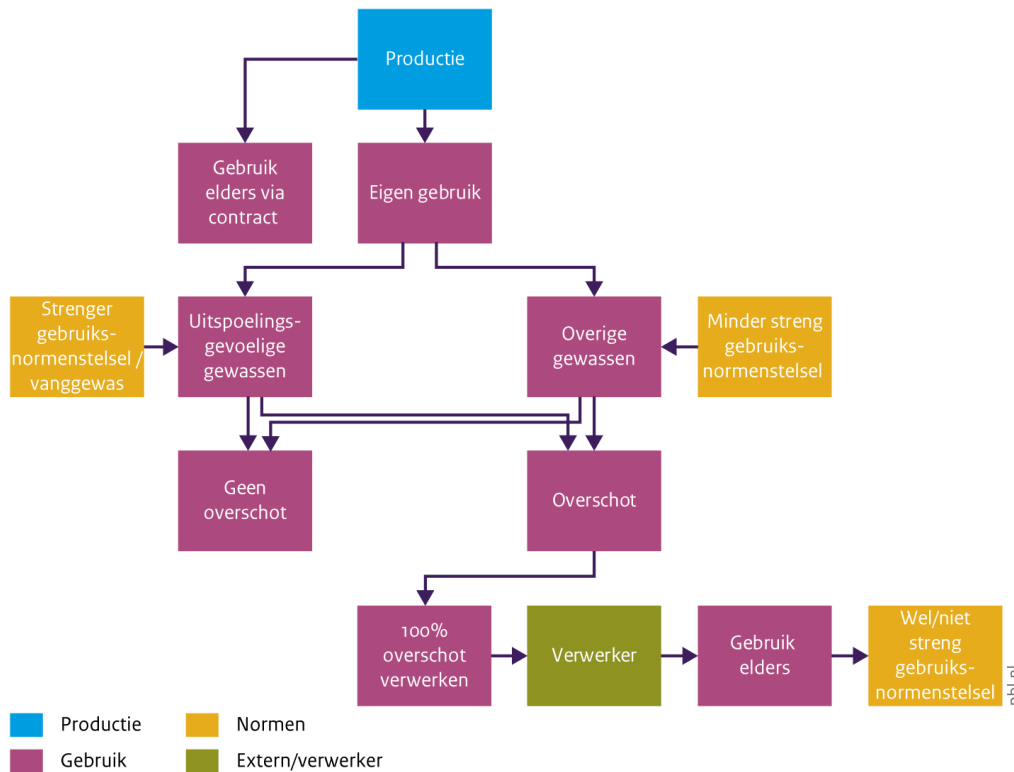 Productie
Gebruik
elders via
contract
Eigen gebruik
Strenger
gebruiks-
normenstelsel /
vanggewas
Uitspoelings-
gevoelige
gewassen
Overige
gewassen
Minder streng
gebruiks-
normenstelsel
Geen
overschot
Overschot
100%
overschot
verwerken
Verwerker
Gebruik
elders
Wel/niet
streng
gebruiks-
normenstelsel
pbl.nl
Productie
Normen
Gebruik
Extern/verwerker